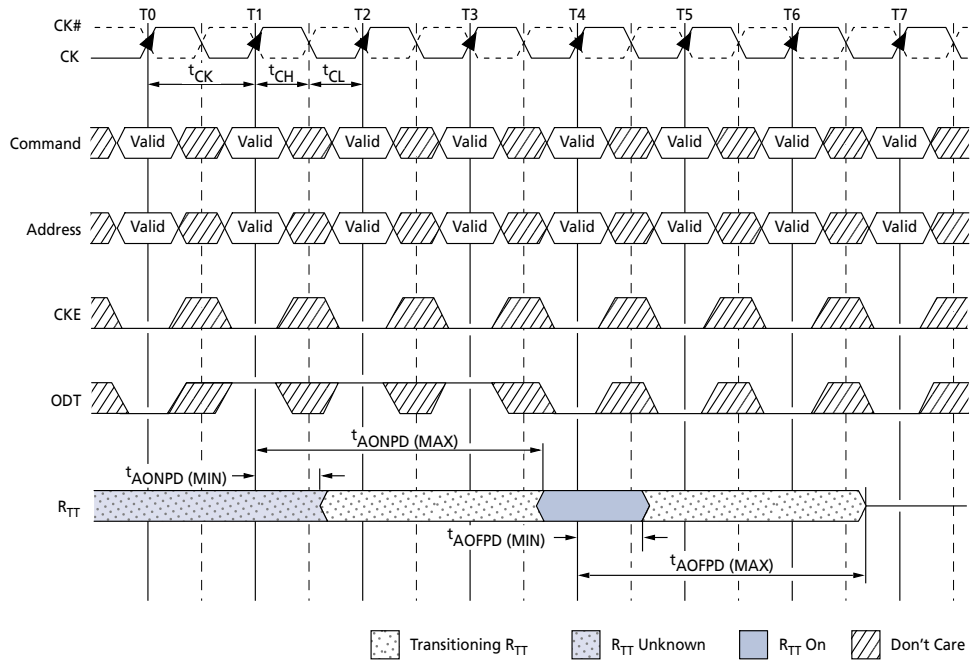 T0 T1 T2 T3 T4 T5 T6 T7
CK#
CK
tCK tCH tCL
Command Valid Valid Valid Valid Valid Valid Valid Valid
Address Valid Valid Valid Valid Valid Valid Valid Valid
CKE
ODT
tAONPD (MAX)
tAONPD (MIN)
RTT
tAOFPD (MIN)
tAOFPD (MAX)
Transitioning RTT RTT Unknown RTT On Don't Care